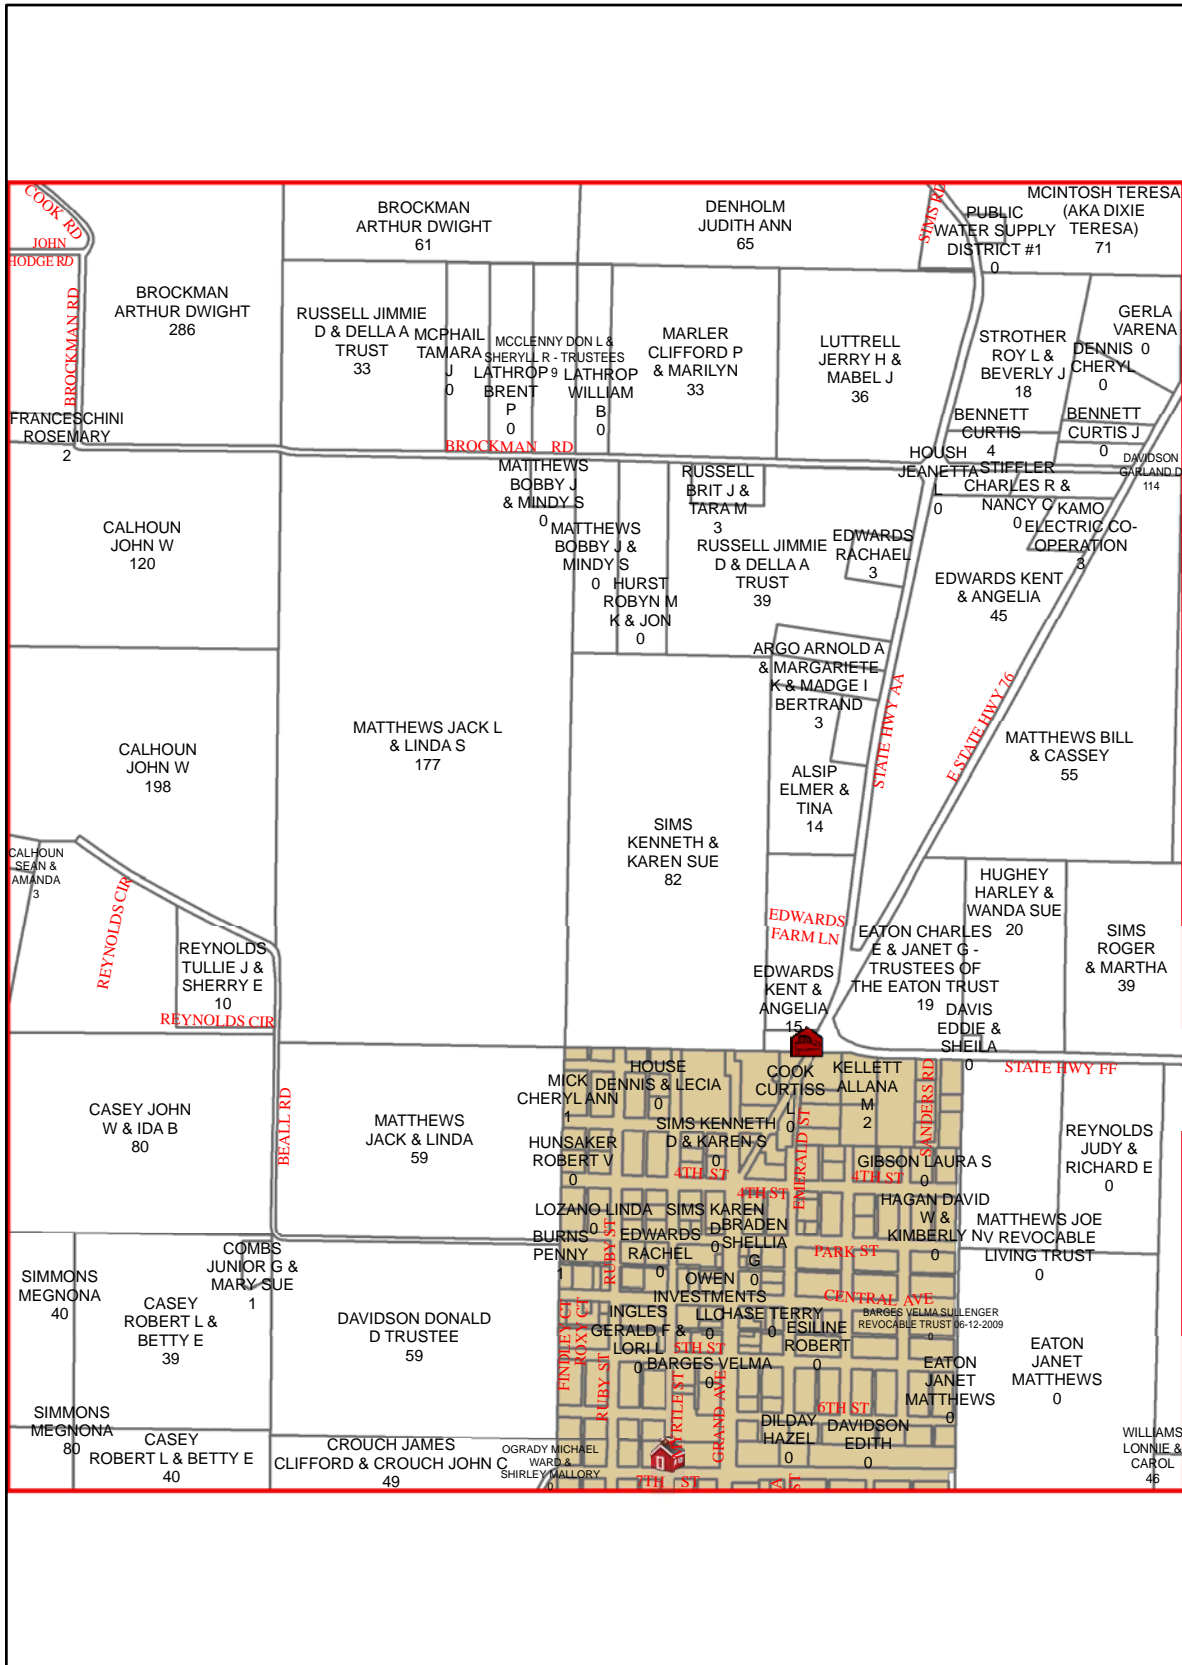 COOK RD
JOHN
HODGE RD
BROCKMAN RD
BROCKMAN
ARTHUR DWIGHT
286
BROCKMAN
ARTHUR DWIGHT
61
DENHOLM
JUDITH ANN
65
SIMS RD
PUBLIC
WATER SUPPLY
DISTRICT #1
0
MCINTOSH TERESA
(AKA DIXIE
TERESA)
71
RUSSELL JIMMIE
D & DELLA A
TRUST
33
MCPHAIL
TAMARA
J
0
MCCLENNY DON L &
SHERYLL R - TRUSTEES
9
LATHROP
BRENT
P
0
LATHROP
WILLIAM
B
0
MARLER
CLIFFORD P
& MARILYN
33
LUTTRELL
JERRY H &
MABEL J
36
STROTHER
ROY L &
BEVERLY J
18
GERLA
VARENA
0
DENNIS
CHERYL
0
BENNETT
CURTIS
4
BENNETT
CURTIS J
0
FRANCESCHINI
ROSEMARY
2
BROCKMAN RD
HOUSH
JEANETTA
L
0
STIFFLER
CHARLES R &
NANCY C
0
DAVIDSON
GARLAND D
114
MATTHEWS
BOBBY J
& MINDY S
0
MATTHEWS
BOBBY J &
MINDY S
0
HURST
ROBYN M
K & JON
0
RUSSELL
BRIT J &
TARA M
3
RUSSELL JIMMIE
D & DELLA A
TRUST
39
EDWARDS
RACHAEL
3
KAMO
ELECTRIC CO-
OPERATION
3
EDWARDS KENT
& ANGELIA
45
CALHOUN
JOHN W
120
CALHOUN
JOHN W
198
MATTHEWS JACK L
& LINDA S
177
ARGO ARNOLD A
& MARGARIETE
K & MADGE I
BERTRAND
3
STATE HWY AA
E STATE HWY 76
MATTHEWS BILL
& CASSEY
55
ALSIP
ELMER &
TINA
14
SIMS
KENNETH &
KAREN SUE
82
CALHOUN
SEAN &
AMANDA
3
REYNOLDS CIR
REYNOLDS
TULLIE J &
SHERRY E
10
REYNOLDS CIR
EDWARDS
FARM LN
EDWARDS
KENT &
ANGELIA
15
EATON CHARLES
E & JANET G -
TRUSTEES OF
THE EATON TRUST
19
HUGHEY
HARLEY &
WANDA SUE
20
SIMS
ROGER
& MARTHA
39
DAVIS
EDDIE &
SHEILA
0
STATE HWY FF
CASEY JOHN
W & IDA B
80
BEALL RD
MATTHEWS
JACK & LINDA
59
MICK
CHERYL ANN
1
HOUSE
DENNIS & LECIA
0
COOK
CURTISS
L
0
KELLETT
ALLANA
M
2
SANDERS RD
EMERALD ST
HUNSAKER
ROBERT V
0
SIMS KENNETH
D & KAREN S
0
4TH ST
4TH ST
4TH ST
GIBSON LAURA S
0
REYNOLDS
JUDY &
RICHARD E
0
LOZANO LINDA
0
SIMS KAREN
D
0
HAGAN DAVID
W &
KIMBERLY N
0
MATTHEWS JOE
V REVOCABLE
LIVING TRUST
0
BURNS
PENNY
1
RUBY ST
EDWARDS
RACHEL
0
BRADEN
SHELLIA
G
0
PARK ST
SIMMONS
MEGNONA
40
COMBS
JUNIOR G &
MARY SUE
1
CASEY
ROBERT L &
BETTY E
39
DAVIDSON DONALD
D TRUSTEE
59
OWEN
INVESTMENTS
LLC
0
CENTRAL AVE
FINDLEY CT
ROXY CT
INGLES
GERALD F &
LORI L
0
CHASE TERRY
0
ESILINE
ROBERT
0
BARGES VELMA SULLENGER
REVOCABLE TRUST 06-12-2009
0
5TH ST
BARGES VELMA
0
EATON
JANET
MATTHEWS
0
EATON
JANET
MATTHEWS
0
RUBY ST
MYRTLE ST
GRAND AVE
6TH ST
SIMMONS
MEGNONA
80
CASEY
ROBERT L & BETTY E
40
CROUCH JAMES
CLIFFORD & CROUCH JOHN C
49
OGRADY MICHAEL
WARD &
SHIRLEY MALLORY
0
DILDAY
HAZEL
0
DAVIDSON
EDITH
0
WILLIAMS
LONNIE &
CAROL
46
7TH ST
A ST